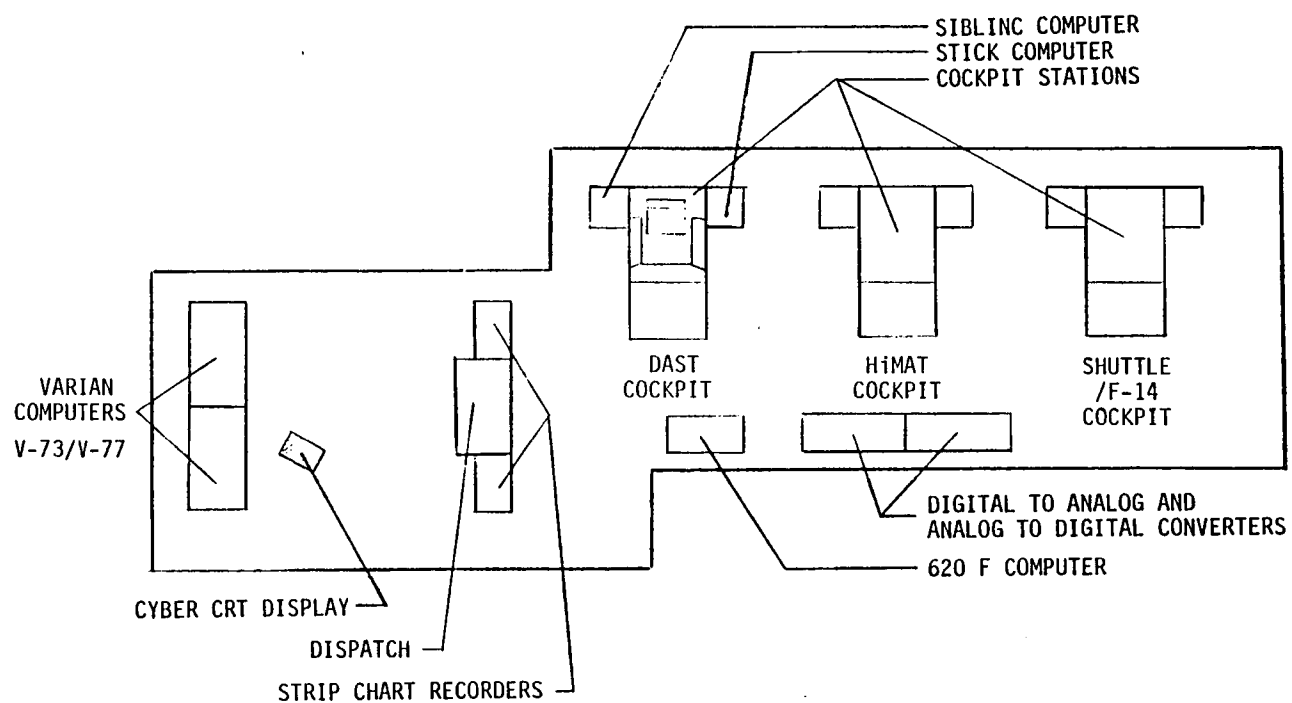 SIBLINC COMPUTER
STICK COMPUTER
COCKPIT STATIONS
DAST
COCKPIT
HiMAT
COCKPIT
SHUTTLE
/F-14
COCKPIT
VARIAN
COMPUTERS
V-73/V-77
DIGITAL TO ANALOG AND
ANALOG TO DIGITAL CONVERTERS
620 F COMPUTER
CYBER CRT DISPLAY
DISPATCH
STRIP CHART RECORDERS